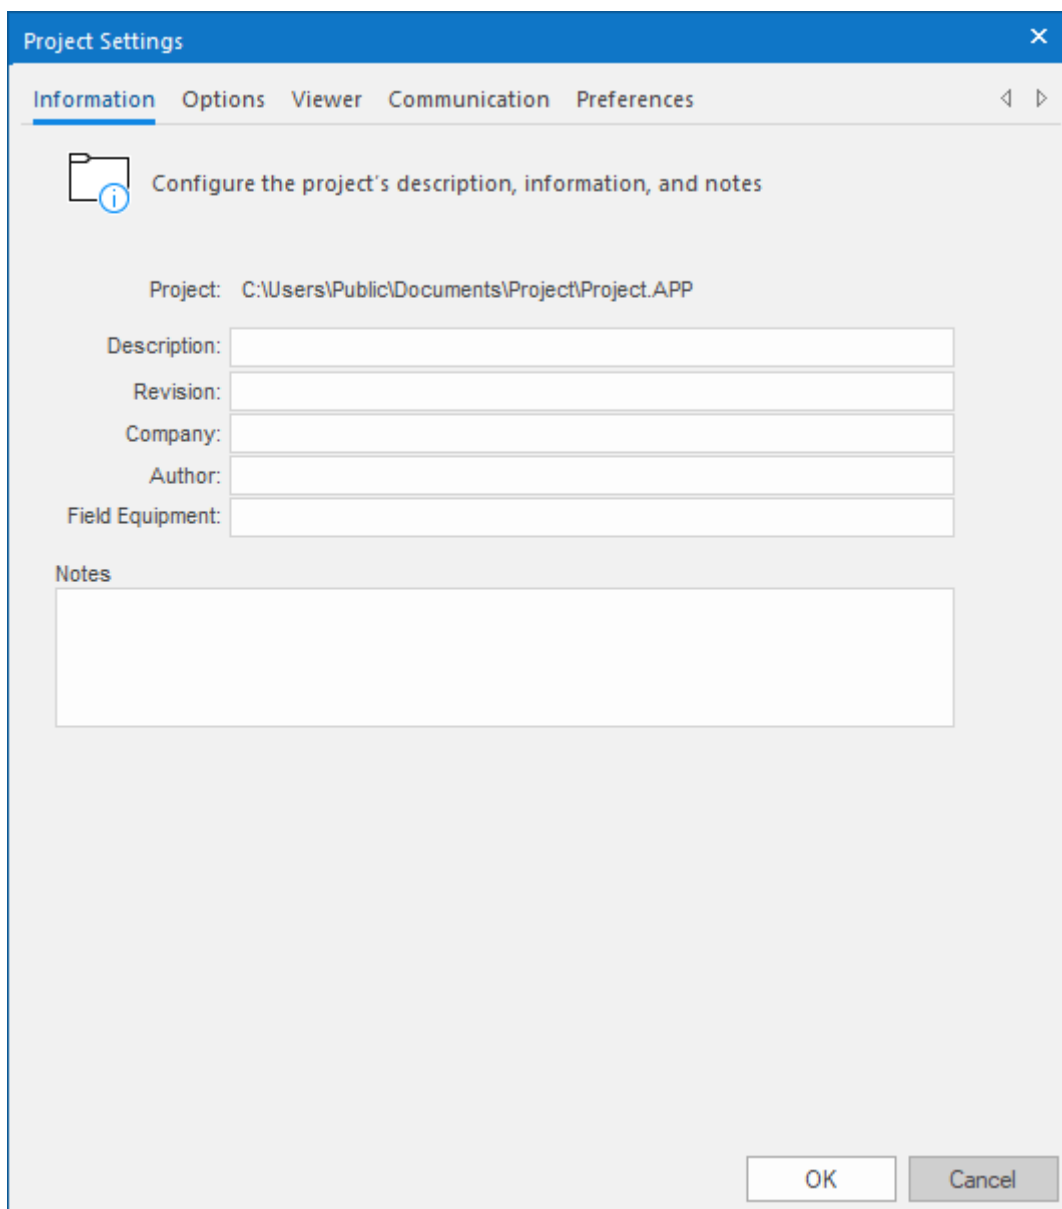 Project Settings
Information Options Viewer Communication Preferences
Configure the project's description, information, and notes
Project: C:\Users\Public\Documents\Project\Project.APP
Description:
Revision:
Company:
Author:
Field Equipment:
Notes
OK Cancel